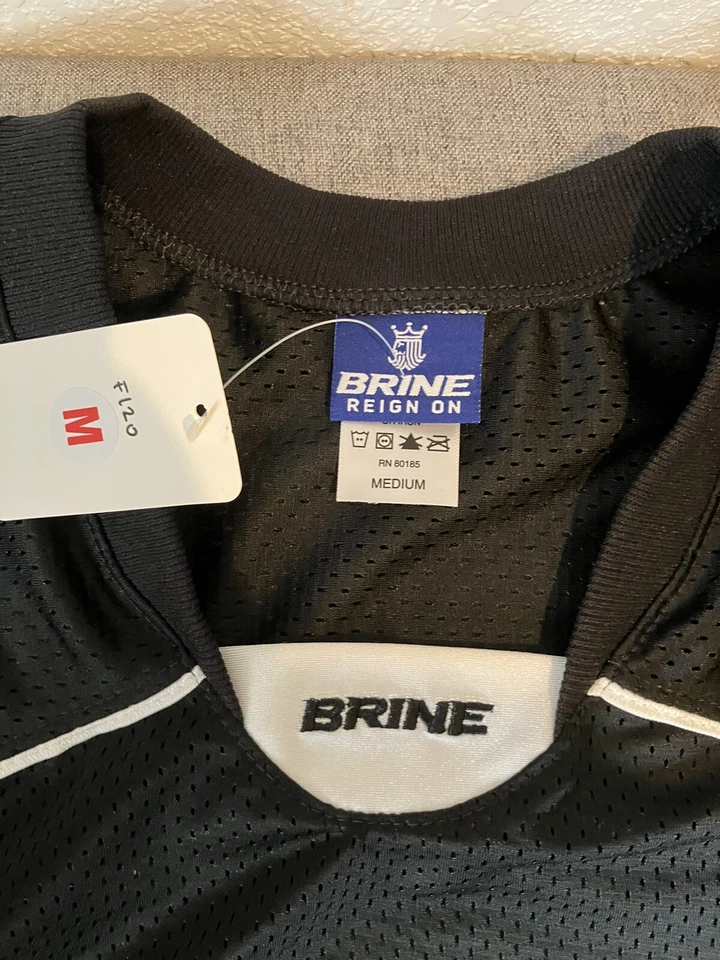 BRINE
REIGN ON
RN 80185
MEDIUM
M
F120
BRINE